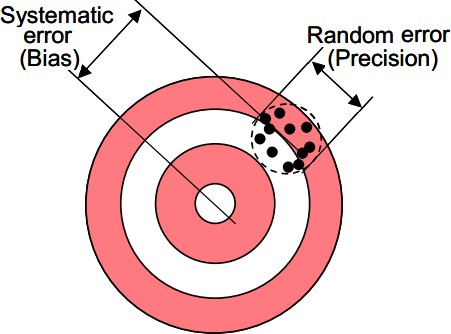 Systematic
error
(Bias)
Random error
(Precision)